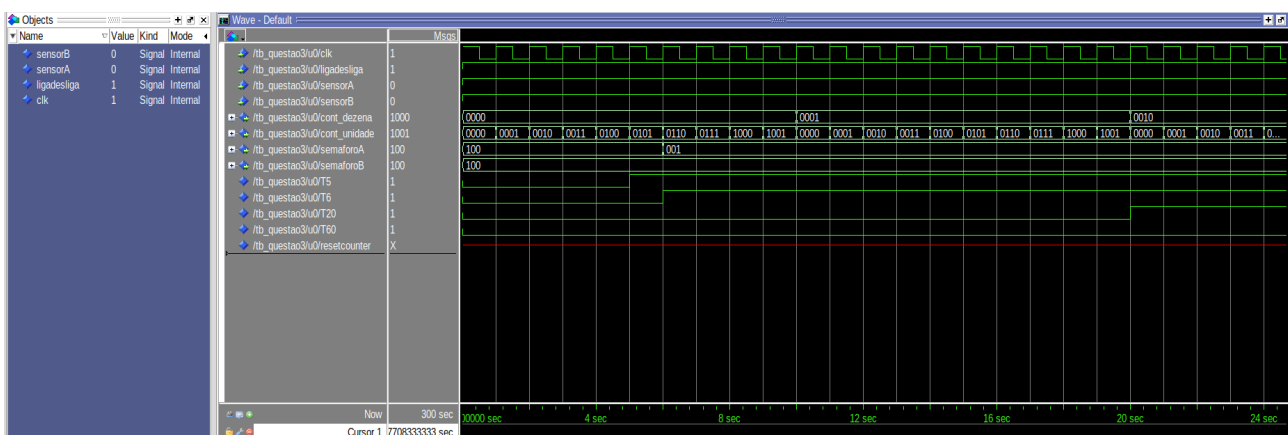 Objects
Name Value Kind Mode
sensorB 0 Signal Internal
sensorA 0 Signal Internal
ligadesliga 1 Signal Internal
clk 1 Signal Internal
Wave - Default
Msgs
/tb_questao3/u0/clk 1
/tb_questao3/u0/ligadesliga 1
/tb_questao3/u0/sensorA 0
/tb_questao3/u0/sensorB 0
/tb_questao3/u0/cont_dezena 1000 0000 0001 0010
/tb_questao3/u0/cont_unidade 1001 0000 0001 0010 0011 0100 0101 0110 0111 1000 1001 0000 0001 0010 0011 0100 0101 0110 0111 1000 1001 0000 0001 0010 0011 0...
/tb_questao3/u0/semaforoA 100 100 001
/tb_questao3/u0/semaforoB 100 100
/tb_questao3/u0/T5 1
/tb_questao3/u0/T6 1
/tb_questao3/u0/T20 1
/tb_questao3/u0/T60 1
/tb_questao3/u0/resetcounter X
Now 300 sec 00000 sec 4 sec 8 sec 12 sec 16 sec 20 sec 24 sec
Cursor 1 7708333333 sec